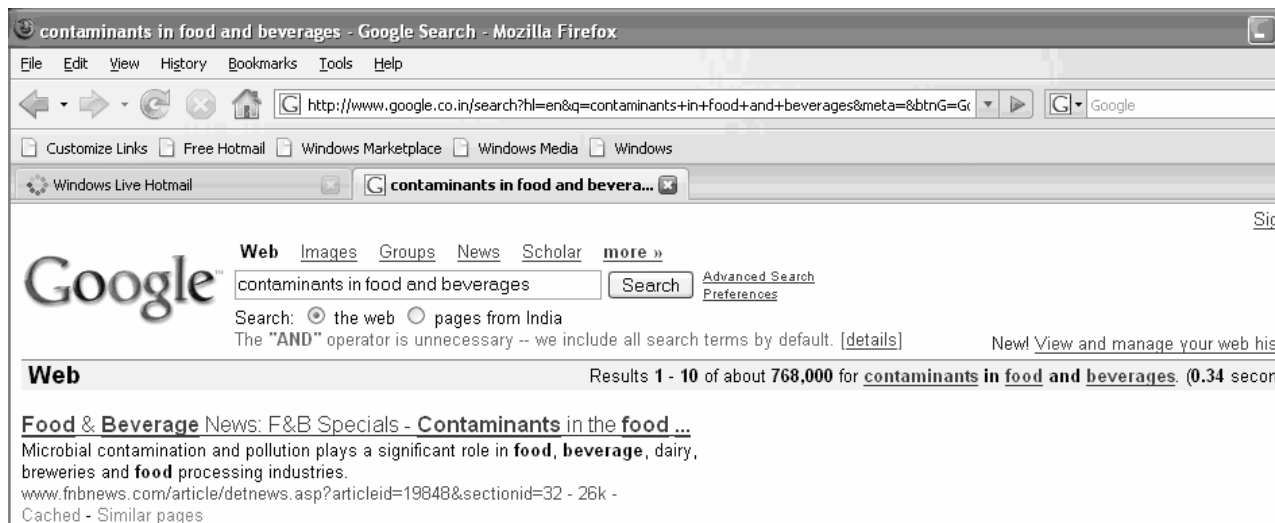 contaminants in food and beverages - Google Search - Mozilla Firefox
File Edit View History Bookmarks Tools Help
http://www.google.co.in/search?hl=en&q=contaminants+in+food+and+beverages&meta=&btnG=G Google
Customize Links Free Hotmail Windows Marketplace Windows Media Windows
Windows Live Hotmail contaminants in food and bevera...
Sig
Web Images Groups News Scholar more »
Google™
contaminants in food and beverages Search Advanced Search
Preferences
Search: the web pages from India
The "AND" operator is unnecessary -- we include all search terms by default. [details] New! View and manage your web his
Web Results 1 - 10 of about 768,000 for contaminants in food and beverages. (0.34 secon
Food & Beverage News: F&B Specials - Contaminants in the food ...
Microbial contamination and pollution plays a significant role in food, beverage, dairy,
breweries and food processing industries.
www.fnbnews.com/article/detnews.asp?articleid=19848&sectionid=32 - 26k -
Cached - Similar pages